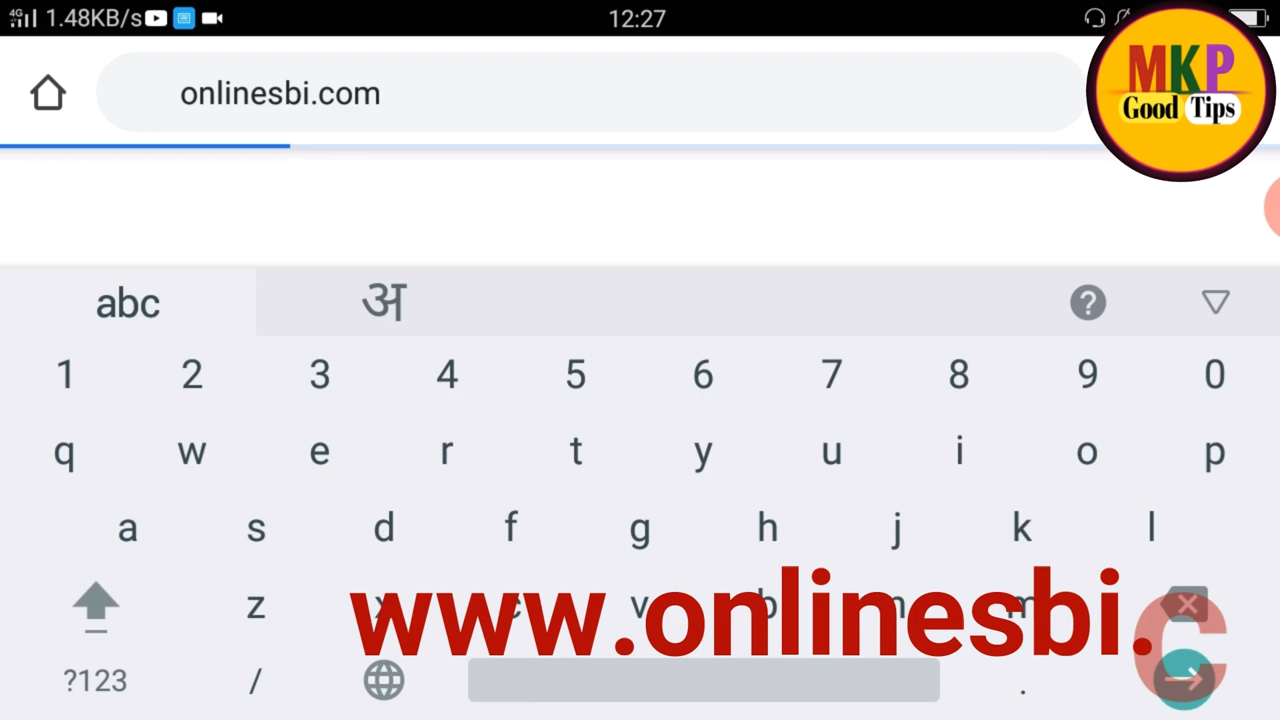 4G 1.48KB/s 12:27
onlinesbi.com
MKP
Good Tips
abc अ ?
1 2 3 4 5 6 7 8 9 0
q w e r t y u i o p
a s d f g h j k l
z x c v b n m
www.onlinesbi.c
?123 / .